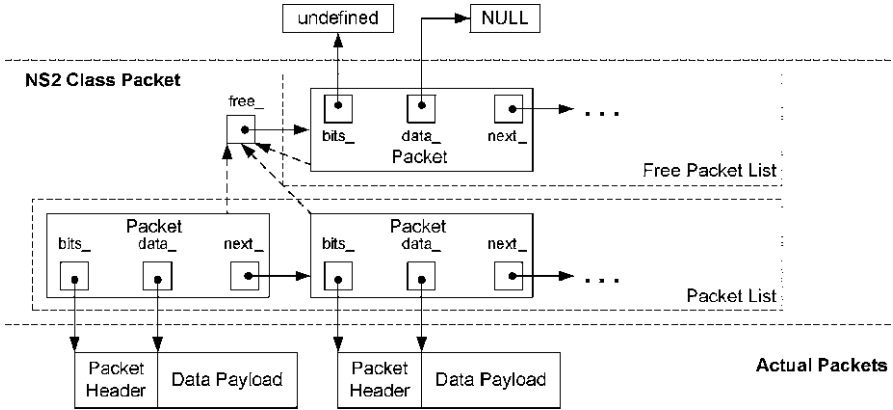 undefined
NULL
NS2 Class Packet
free_
bits_ data_ next_
Packet
. . .
Free Packet List
Packet
bits_ data_ next_
Packet
bits_ data_ next_
. . .
Packet List
Packet Header
Data Payload
Packet Header
Data Payload
Actual Packets